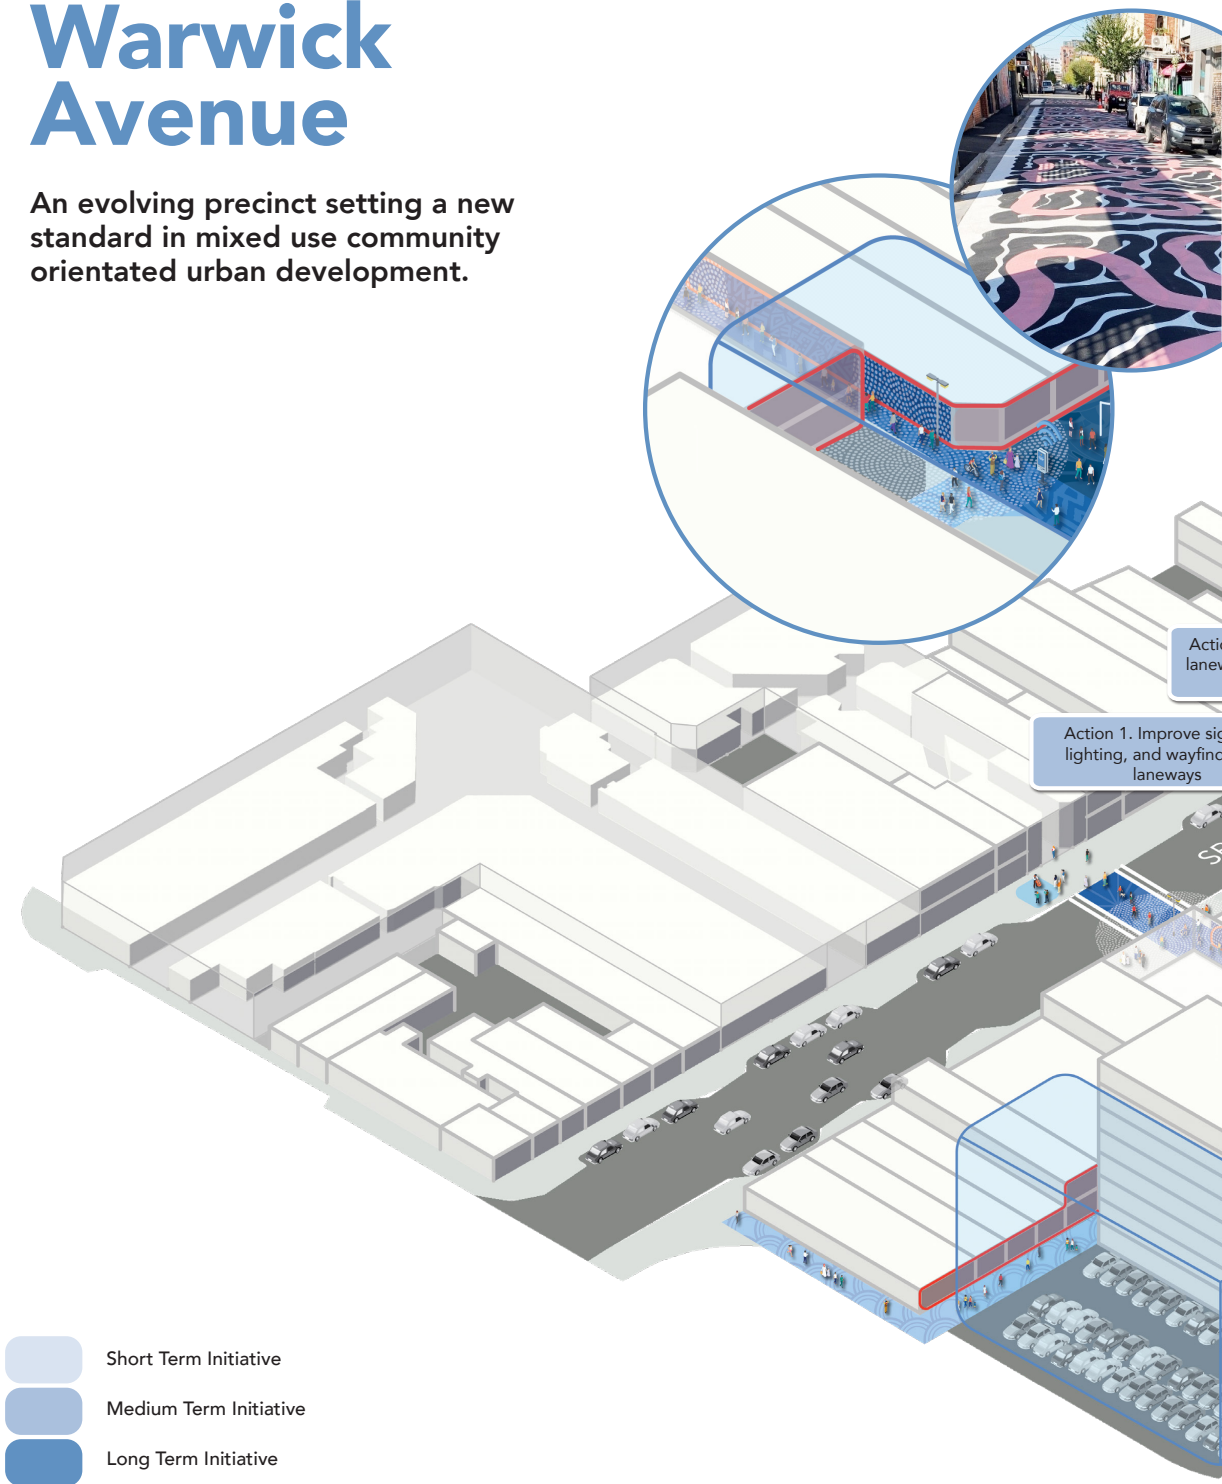 Warwick
Avenue
An evolving precinct setting a new
standard in mixed use community
orientated urban development.
Action 1. Improve
lighting, and
laneways
Short Term Initiative
Medium Term Initiative
Long Term Initiative